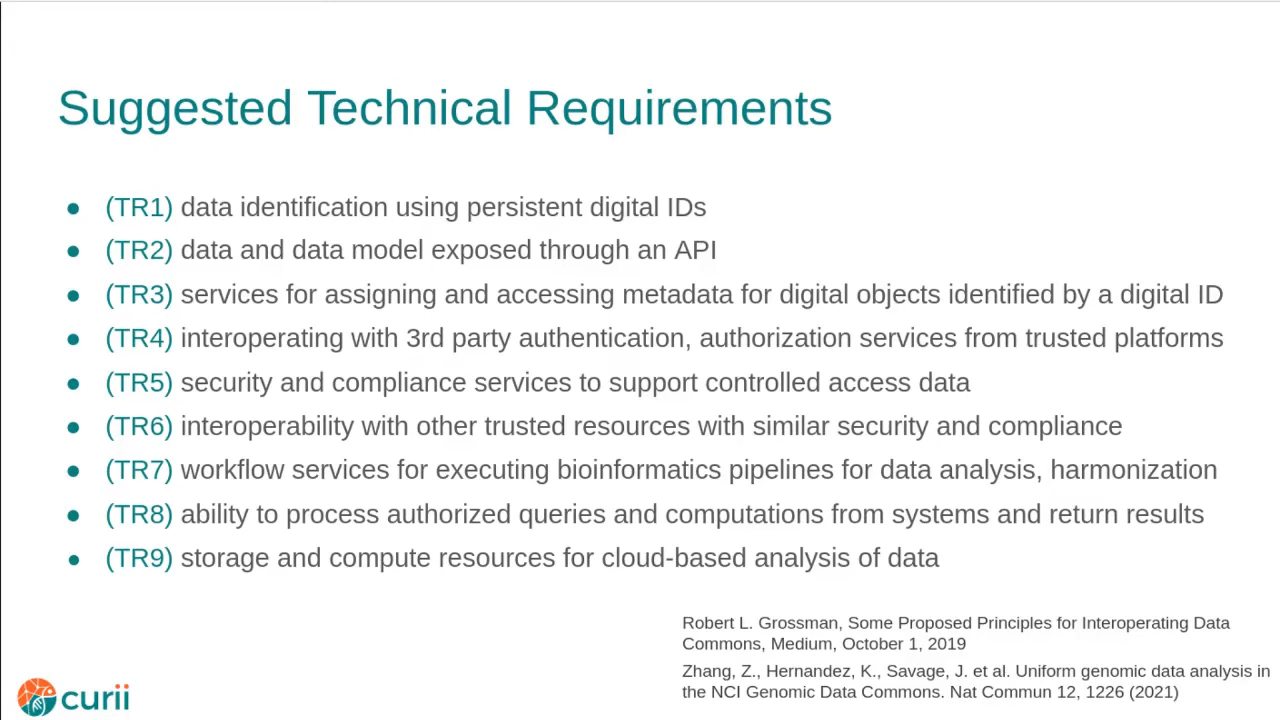 Suggested Technical Requirements
● (TR1) data identification using persistent digital IDs
● (TR2) data and data model exposed through an API
● (TR3) services for assigning and accessing metadata for digital objects identified by a digital ID
● (TR4) interoperating with 3rd party authentication, authorization services from trusted platforms
● (TR5) security and compliance services to support controlled access data
● (TR6) interoperability with other trusted resources with similar security and compliance
● (TR7) workflow services for executing bioinformatics pipelines for data analysis, harmonization
● (TR8) ability to process authorized queries and computations from systems and return results
● (TR9) storage and compute resources for cloud-based analysis of data
Robert L. Grossman, Some Proposed Principles for Interoperating Data
Commons, Medium, October 1, 2019
Zhang, Z., Hernandez, K., Savage, J. et al. Uniform genomic data analysis in
the NCI Genomic Data Commons. Nat Commun 12, 1226 (2021)
curii